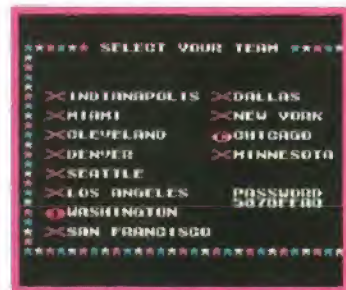 SELECT YOUR TEAM
INDIANAPOLIS
MIAMI
CLEVELAND
DENVER
SEATTLE
LOS ANGELES
WASHINGTON
SAN FRANCISCO
DALLAS
NEW YORK
CHICAGO
MINNESOTA
PASSWORD